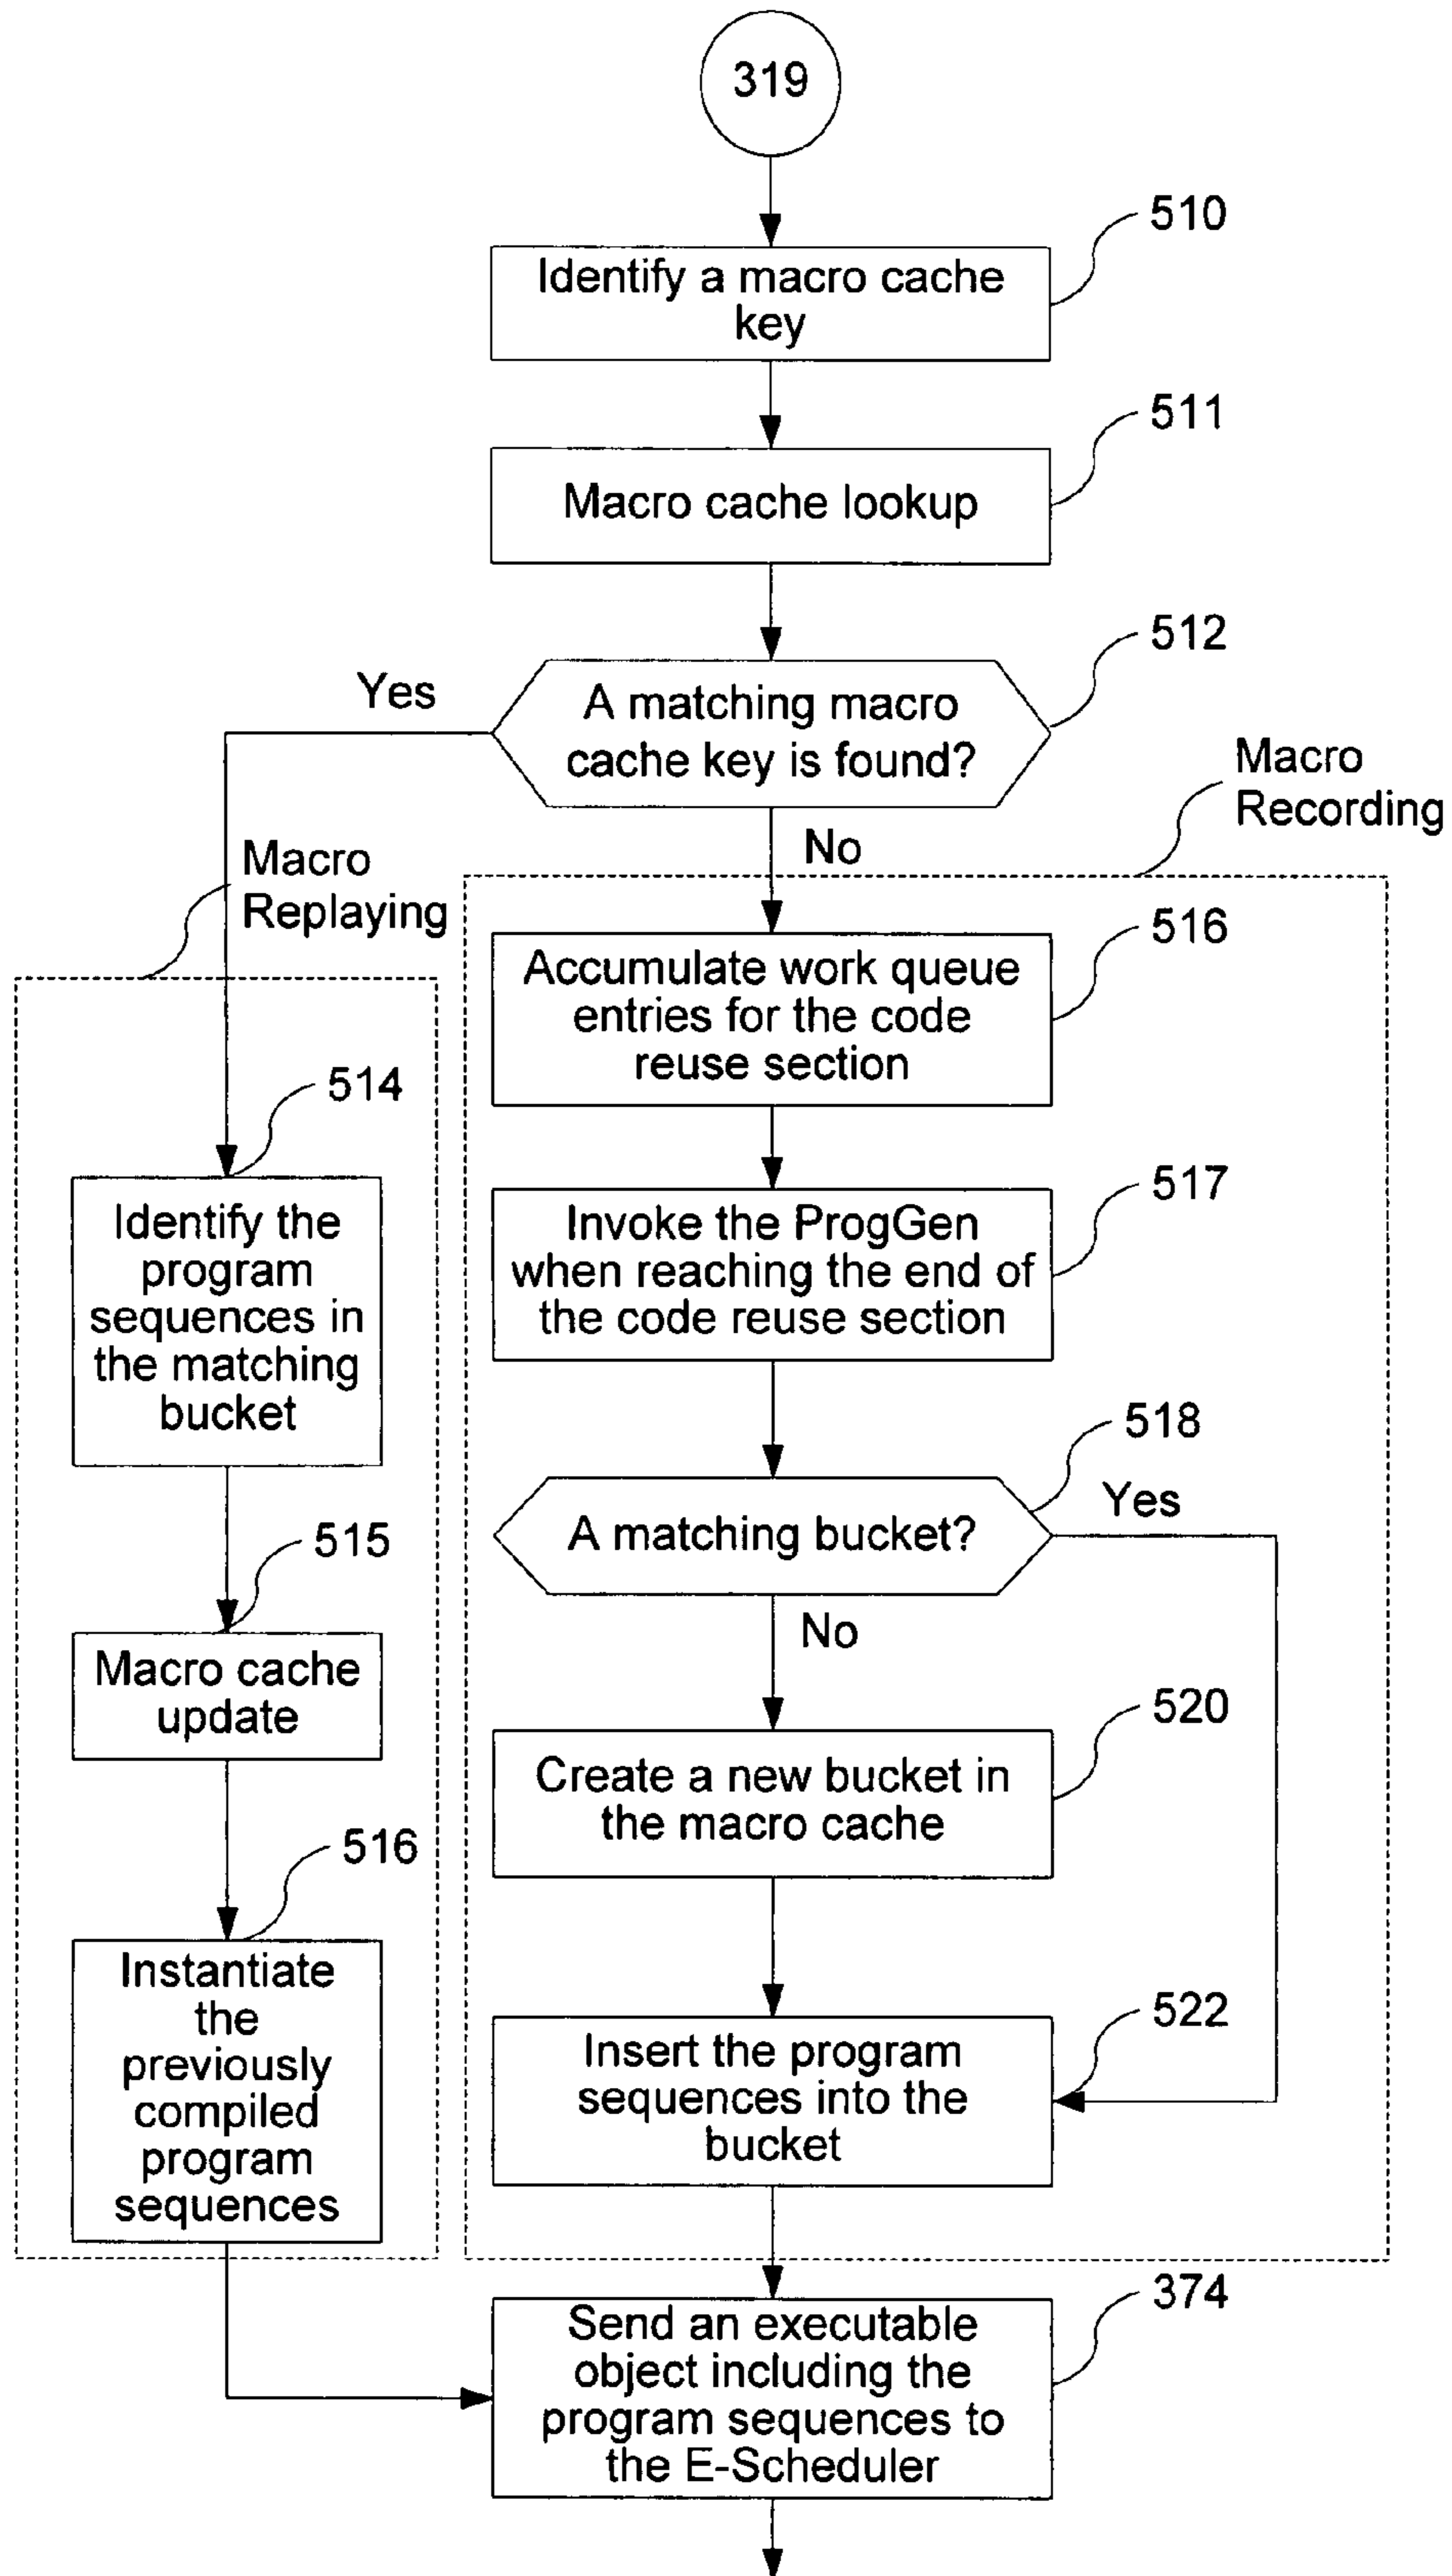 319
510
Identify a macro cache
key
511
Macro cache lookup
512
Yes
A matching macro
cache key is found?
Macro
Recording
No
Macro
Replaying
516
Accumulate work queue
entries for the code
reuse section
514
Identify the
program
sequences in
the matching
bucket
517
Invoke the ProgGen
when reaching the end of
the code reuse section
518
Yes
A matching bucket?
No
515
Macro cache
update
520
Create a new bucket in
the macro cache
516
Instantiate
the
previously
compiled
program
sequences
522
Insert the program
sequences into the
bucket
374
Send an executable
object including the
program sequences to
the E-Scheduler